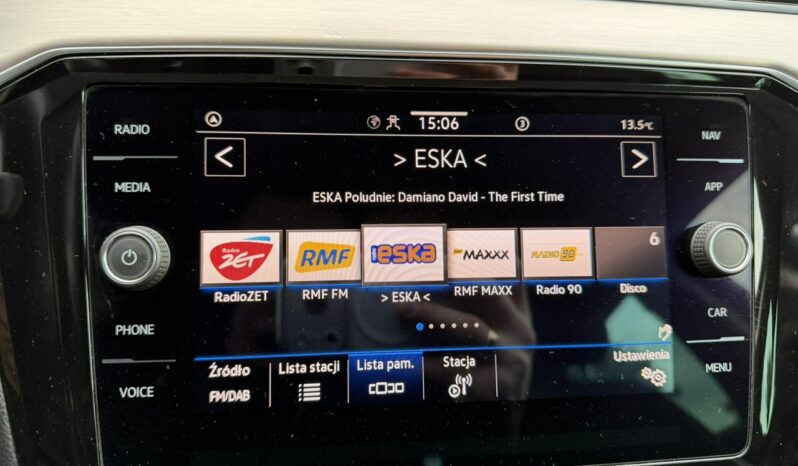 RADIO
MEDIA
PHONE
VOICE
15:06
3
13.5°C
<
> ESKA <
>
ESKA Poludnie: Damiano David - The First Time
Radio
ZET
RMF
eska
MAXXX
RADIO 90
6
RadioZET
RMF FM
> ESKA <
RMF MAXX
Radio 90
Disco
Źródło
FM/DAB
Lista stacji
Lista pam.
Stacja
Ustawienia
NAV
APP
CAR
MENU